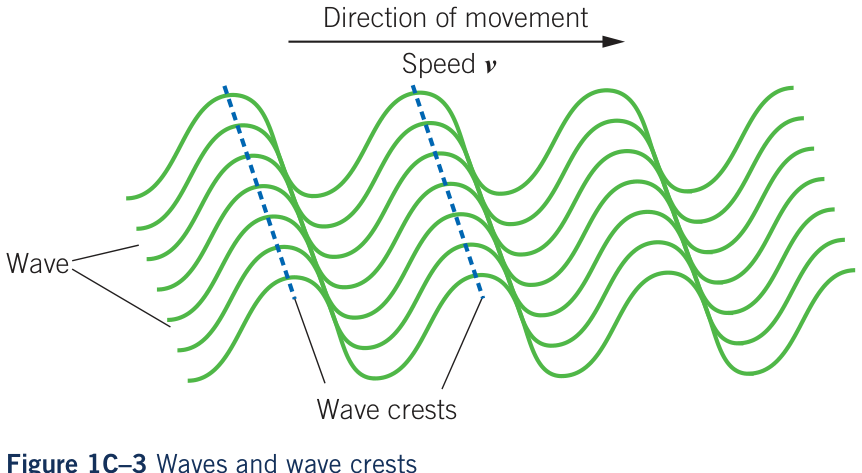 Direction of movement
Speed v
Wave
Wave crests
Figure 1C–3 Waves and wave crests